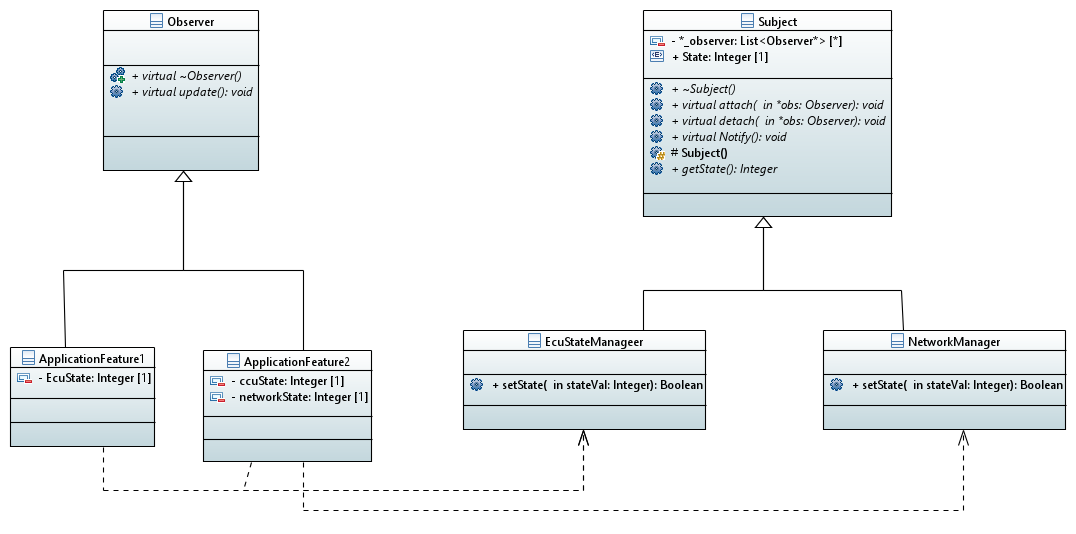 Observer
+ virtual ~Observer()
+ virtual update(): void
Subject
- *_observer: List<Observer*> [*]
+ State: Integer [1]
+ ~Subject()
+ virtual attach( in *obs: Observer): void
+ virtual detach( in *obs: Observer): void
+ virtual Notify(): void
# Subject()
+ getState(): Integer
ApplicationFeature1
- EcuState: Integer [1]
ApplicationFeature2
- ccuState: Integer [1]
- networkState: Integer [1]
EcuStateManageer
+ setState( in stateVal: Integer): Boolean
NetworkManager
+ setState( in stateVal: Integer): Boolean